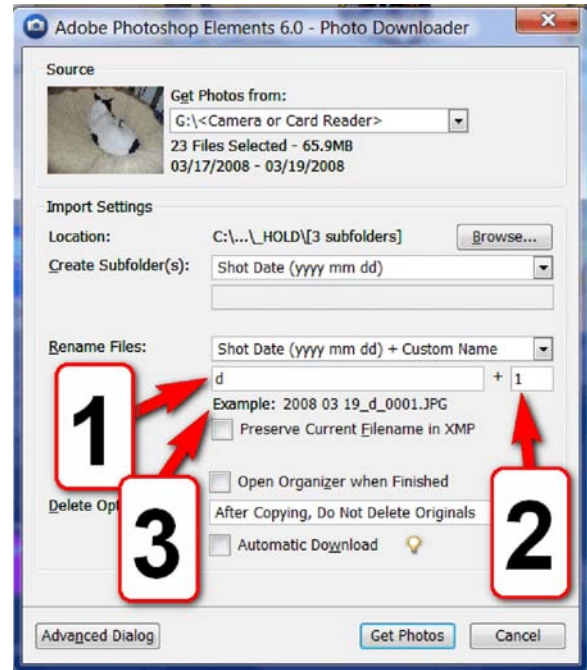 Adobe Photoshop Elements 6.0 - Photo Downloader
Source
Get Photos from:
G:\<Camera or Card Reader>
23 Files Selected - 65.9MB
03/17/2008 - 03/19/2008
Import Settings
Location: C:\...\_HOLD\[3 subfolders] Browse...
Create Subfolder(s): Shot Date (yyyy mm dd)
Rename Files: Shot Date (yyyy mm dd) + Custom Name
d + 1
Example: 2008 03 19_d_0001.JPG
Preserve Current Filename in XMP
1
Open Organizer when Finished
Delete After Copying, Do Not Delete Originals
Automatic Download
3
2
Advanced Dialog Get Photos Cancel